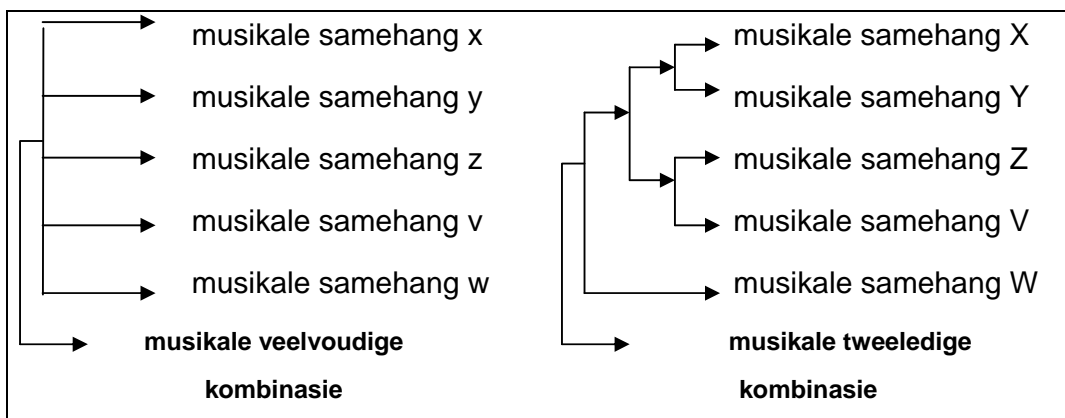 musikale samehang x
musikale samehang y
musikale samehang z
musikale samehang v
musikale samehang w
musikale veelvoudige
kombinasie
musikale samehang X
musikale samehang Y
musikale samehang Z
musikale samehang V
musikale samehang W
musikale tweeledige
kombinasie